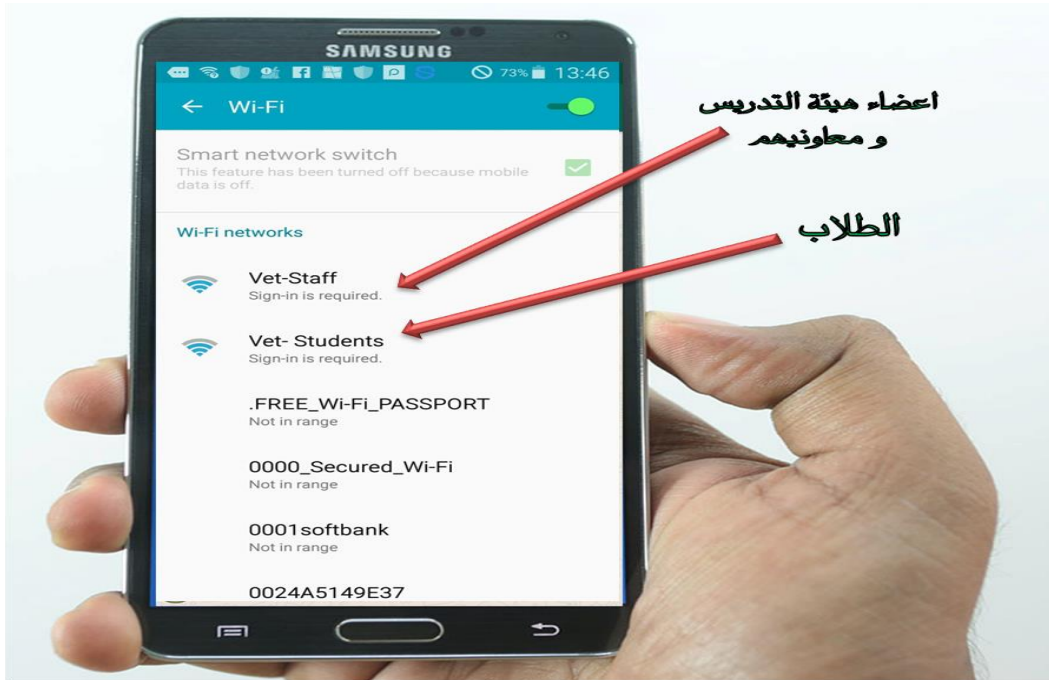 SAMSUNG
73% 13:46
Wi-Fi
Smart network switch
This feature has been turned off because mobile
data is off.
Wi-Fi networks
Vet-Staff
Sign-in is required.
Vet- Students
Sign-in is required.
.FREE_Wi-Fi_PASSPORT
Not in range
0000_Secured_Wi-Fi
Not in range
0001softbank
Not in range
0024A5149E37
اعضاء هيئة التدريس
و معاونيهم
الطلاب